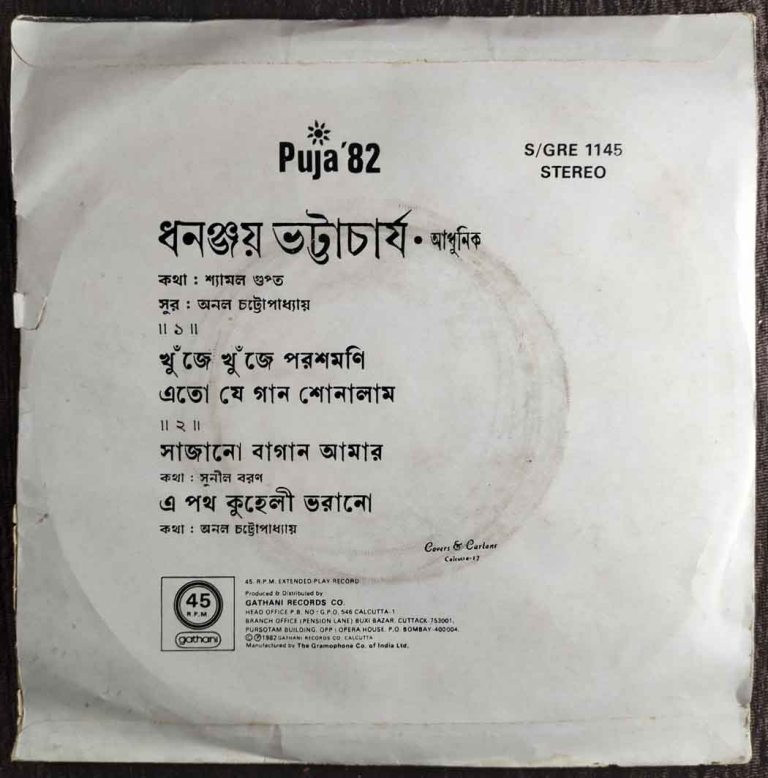 Puja '82
S/GRE 1145
STEREO
ধনঞ্জয় ভট্টাচার্য • আধুনিক
কথা : শ্যামল গুপ্ত
সুর : অনল চট্টোপাধ্যায়
॥ ১ ॥
খুঁজে খুঁজে পরশমণি
এতো যে গান শোনালাম
॥ ২ ॥
সাজানো বাগান আমার
কথা : সুনীল বরণ
এ পথ কুহেলী ভরানো
কথা : অনল চট্টোপাধ্যায়
Covers & Cartons
Calcutta-17
45
R.P.M.
gathani
45. R.P.M. EXTENDED PLAY RECORD
Produced & Distributed by
GATHANI RECORDS CO.
HEAD OFFICE P.B. NO : G.P.O. 546 CALCUTTA-1
BRANCH OFFICE (PENSION LANE) BUXI BAZAR, CUTTACK-753001,
PURSOTAM BUILDING, OPP : OPERA HOUSE, P.O. BOMBAY-400004.
© ℗ 1982 GATHANI RECORDS CO. CALCUTTA
Manufactured by The Gramophone Co. of India Ltd.